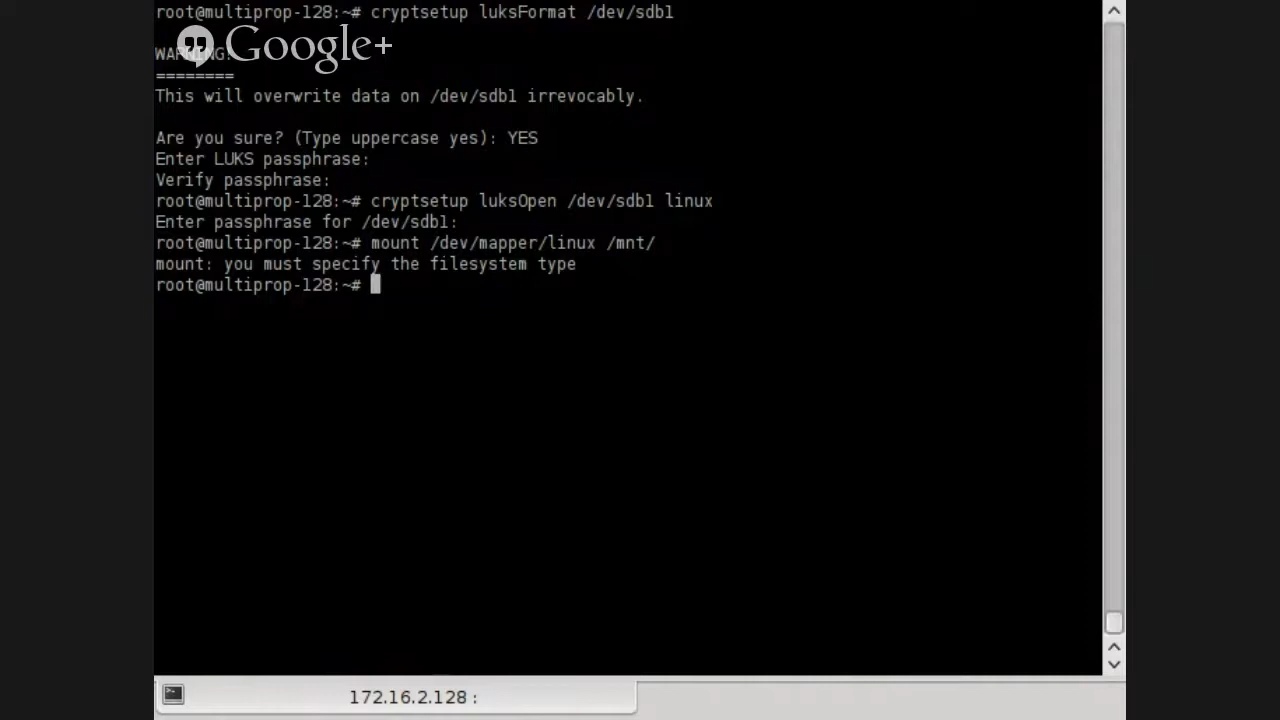 root@multiprop-128:~# cryptsetup luksFormat /dev/sdb1
Google+
WARNING!
========
This will overwrite data on /dev/sdb1 irrevocably.
Are you sure? (Type uppercase yes): YES
Enter LUKS passphrase:
Verify passphrase:
root@multiprop-128:~# cryptsetup luksOpen /dev/sdb1 linux
Enter passphrase for /dev/sdb1:
root@multiprop-128:~# mount /dev/mapper/linux /mnt/
mount: you must specify the filesystem type
root@multiprop-128:~#
172.16.2.128 :